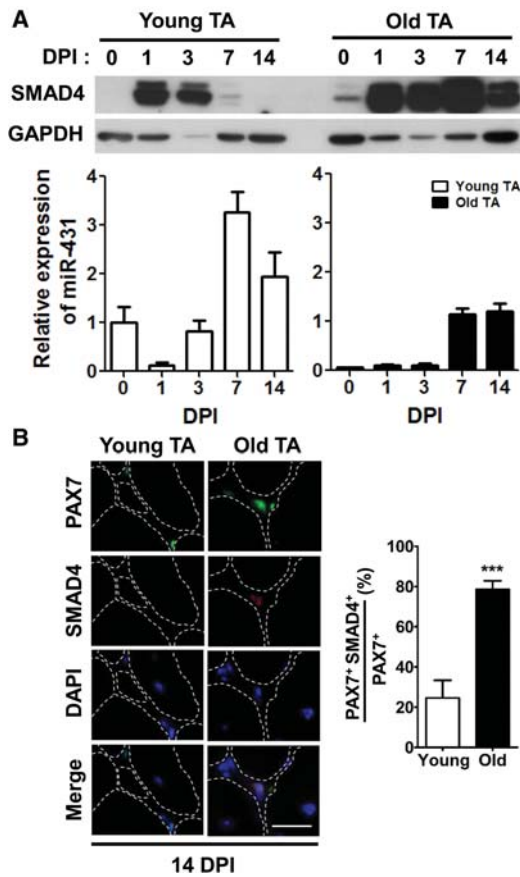 A
Young TA Old TA
DPI : 0 1 3 7 14 0 1 3 7 14
SMAD4
GAPDH
Relative expression
of miR-431
4
3
2
1
0
0 1 3 7 14
DPI
4
2
1
0
0 1 3 7 14
DPI
Young TA
Old TA
B
Young TA Old TA
PAX7
SMAD4
DAPI
Merge
14 DPI
PAX7+ SMAD4+
PAX7+
(%)
100
80
60
40
20
0
***
Young Old